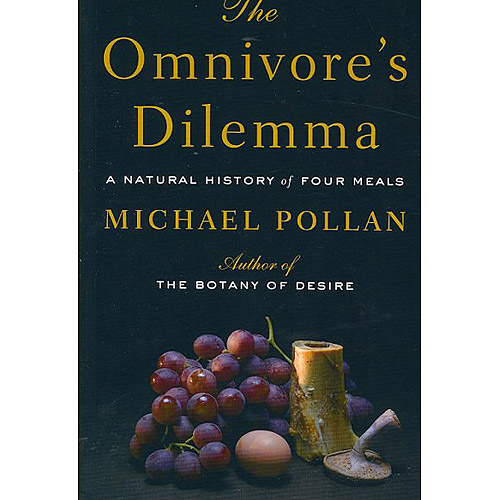 The
Omnivore's
Dilemma
A NATURAL HISTORY of FOUR MEALS
MICHAEL POLLAN
Author of
THE BOTANY OF DESIRE